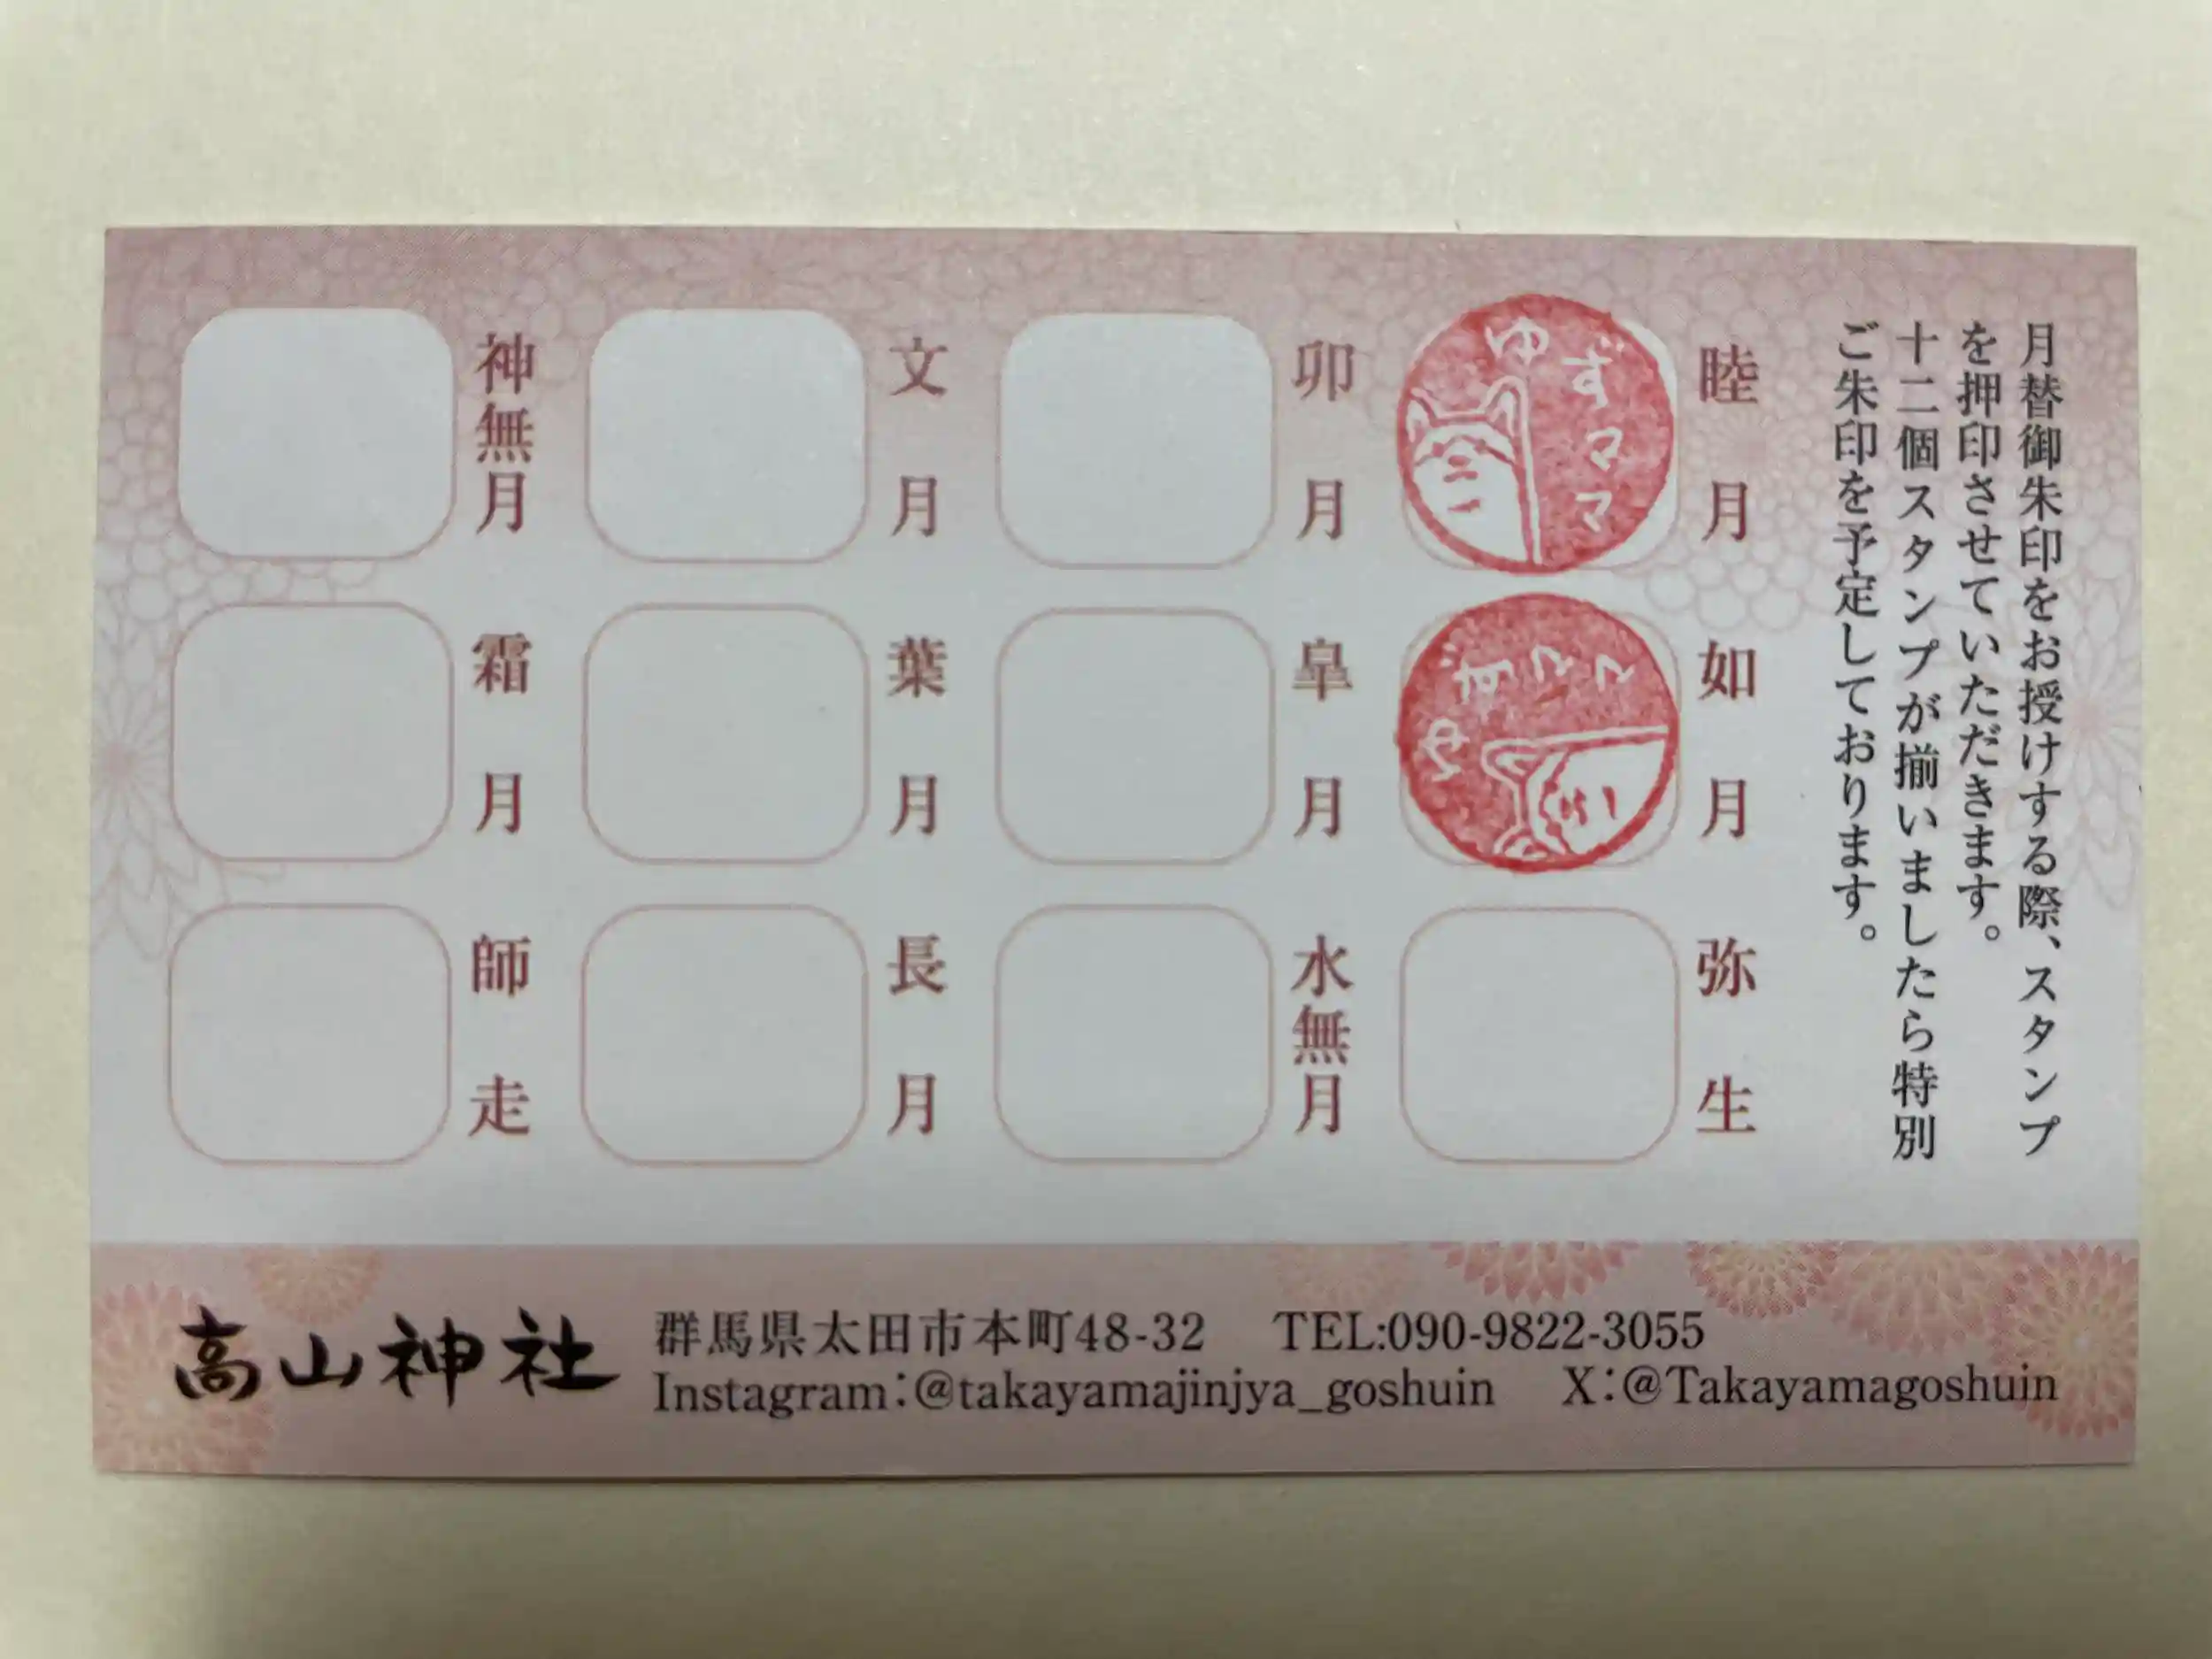 月替御朱印をお授けする際、スタンプ
を押印させていただきます。
十二個スタンプが揃いましたら特別
ご朱印を予定しております。
睦月
ゆずママ
如月
ゆずママ
弥生
卯月
皐月
水無月
文月
葉月
長月
神無月
霜月
師走
高山神社
群馬県太田市本町48-32 TEL:090-9822-3055
Instagram:@takayamajinjya_goshuin X:@Takayamagoshuin